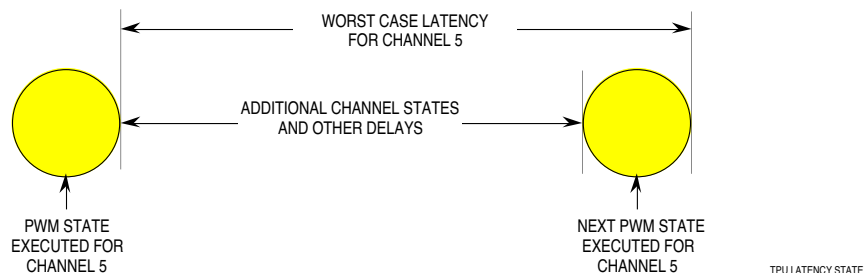 WORST CASE LATENCY
FOR CHANNEL 5
ADDITIONAL CHANNEL STATES
AND OTHER DELAYS
PWM STATE
EXECUTED FOR
CHANNEL 5
NEXT PWM STATE
EXECUTED FOR
CHANNEL 5
TPU LATENCY STATE